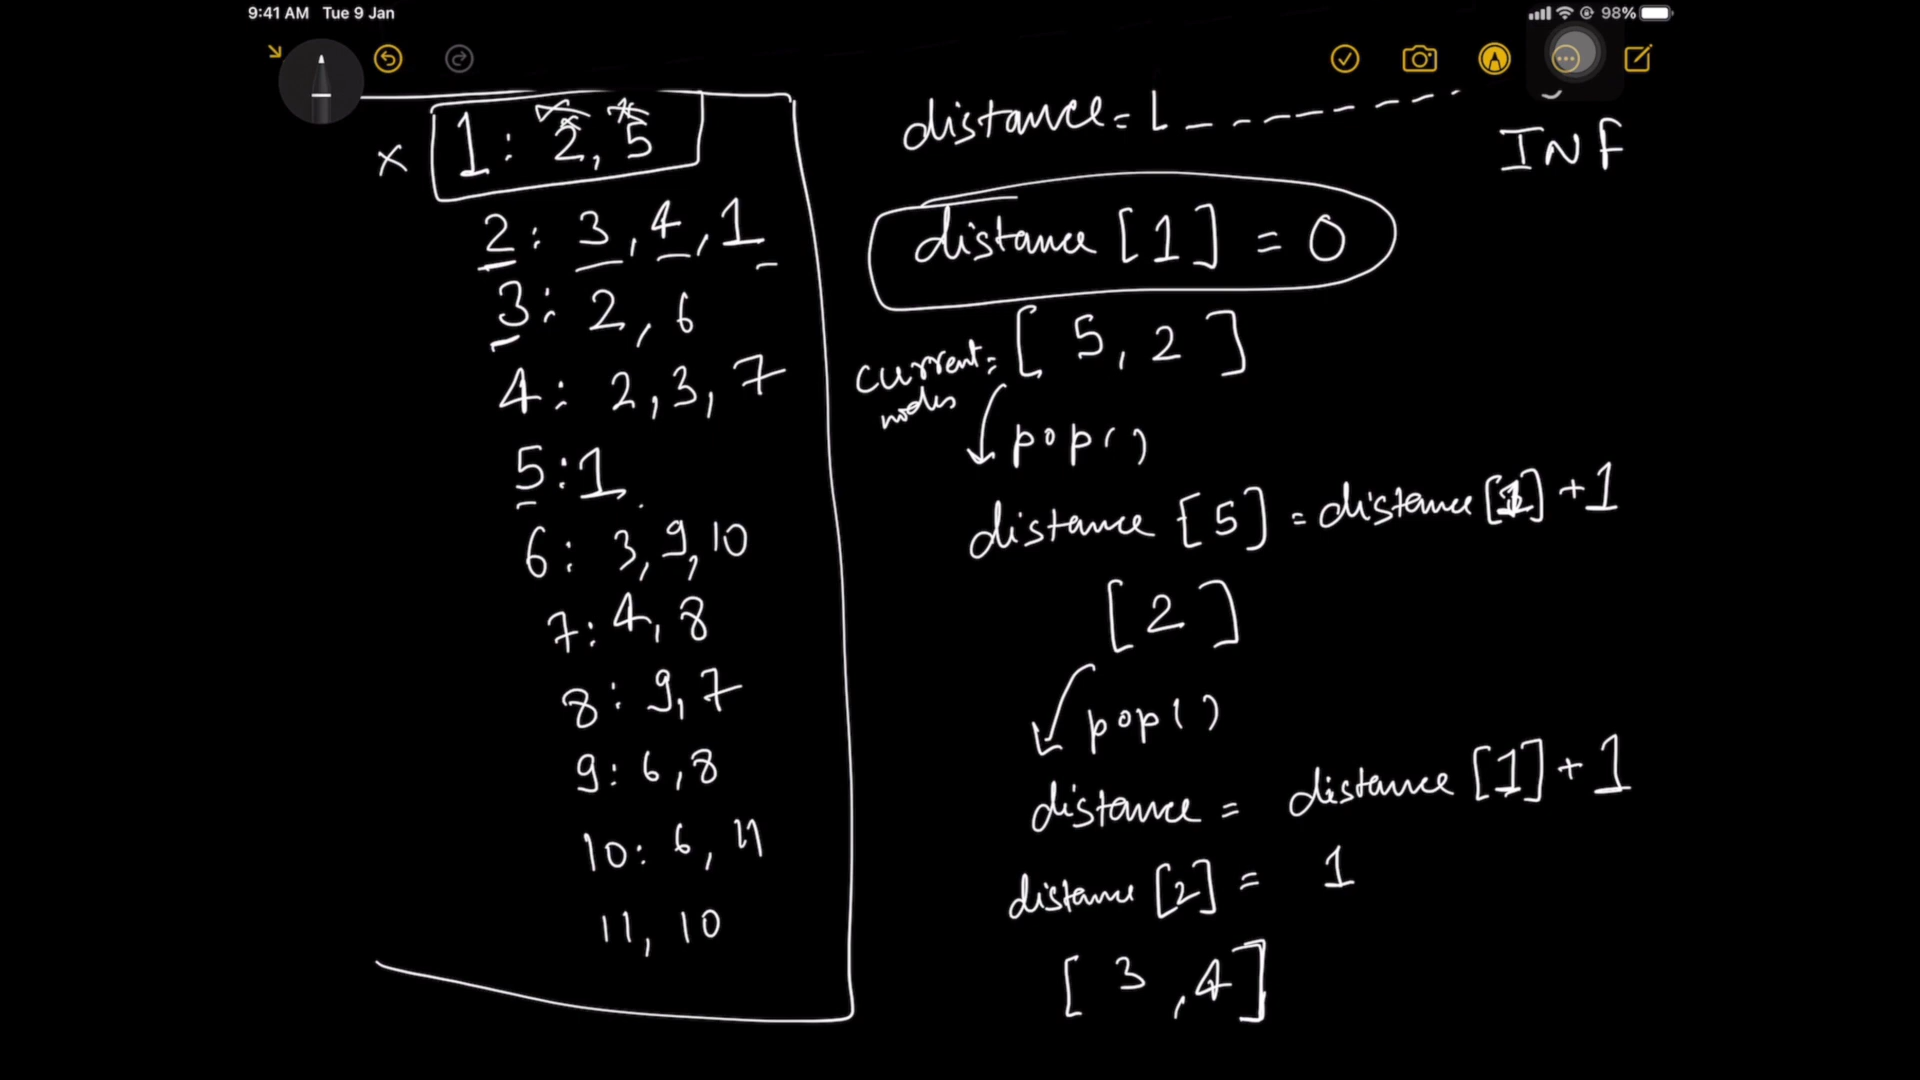 9:41 AM Tue 9 Jan
98%
1: 2, 5
2: 3, 4, 1
3: 2, 6
4: 2, 3, 7
5: 1
6: 3, 9, 10
7: 4, 8
8: 9, 7
9: 6, 8
10: 6, 11
11, 10
distance = [ - - - - - - - - -
INF
distance [1] = 0
current nodes = [ 5, 2 ]
pop()
distance [5] = distance [1] + 1
[ 2 ]
pop()
distance = distance [1] + 1
distance [2] = 1
[ 3, 4 ]